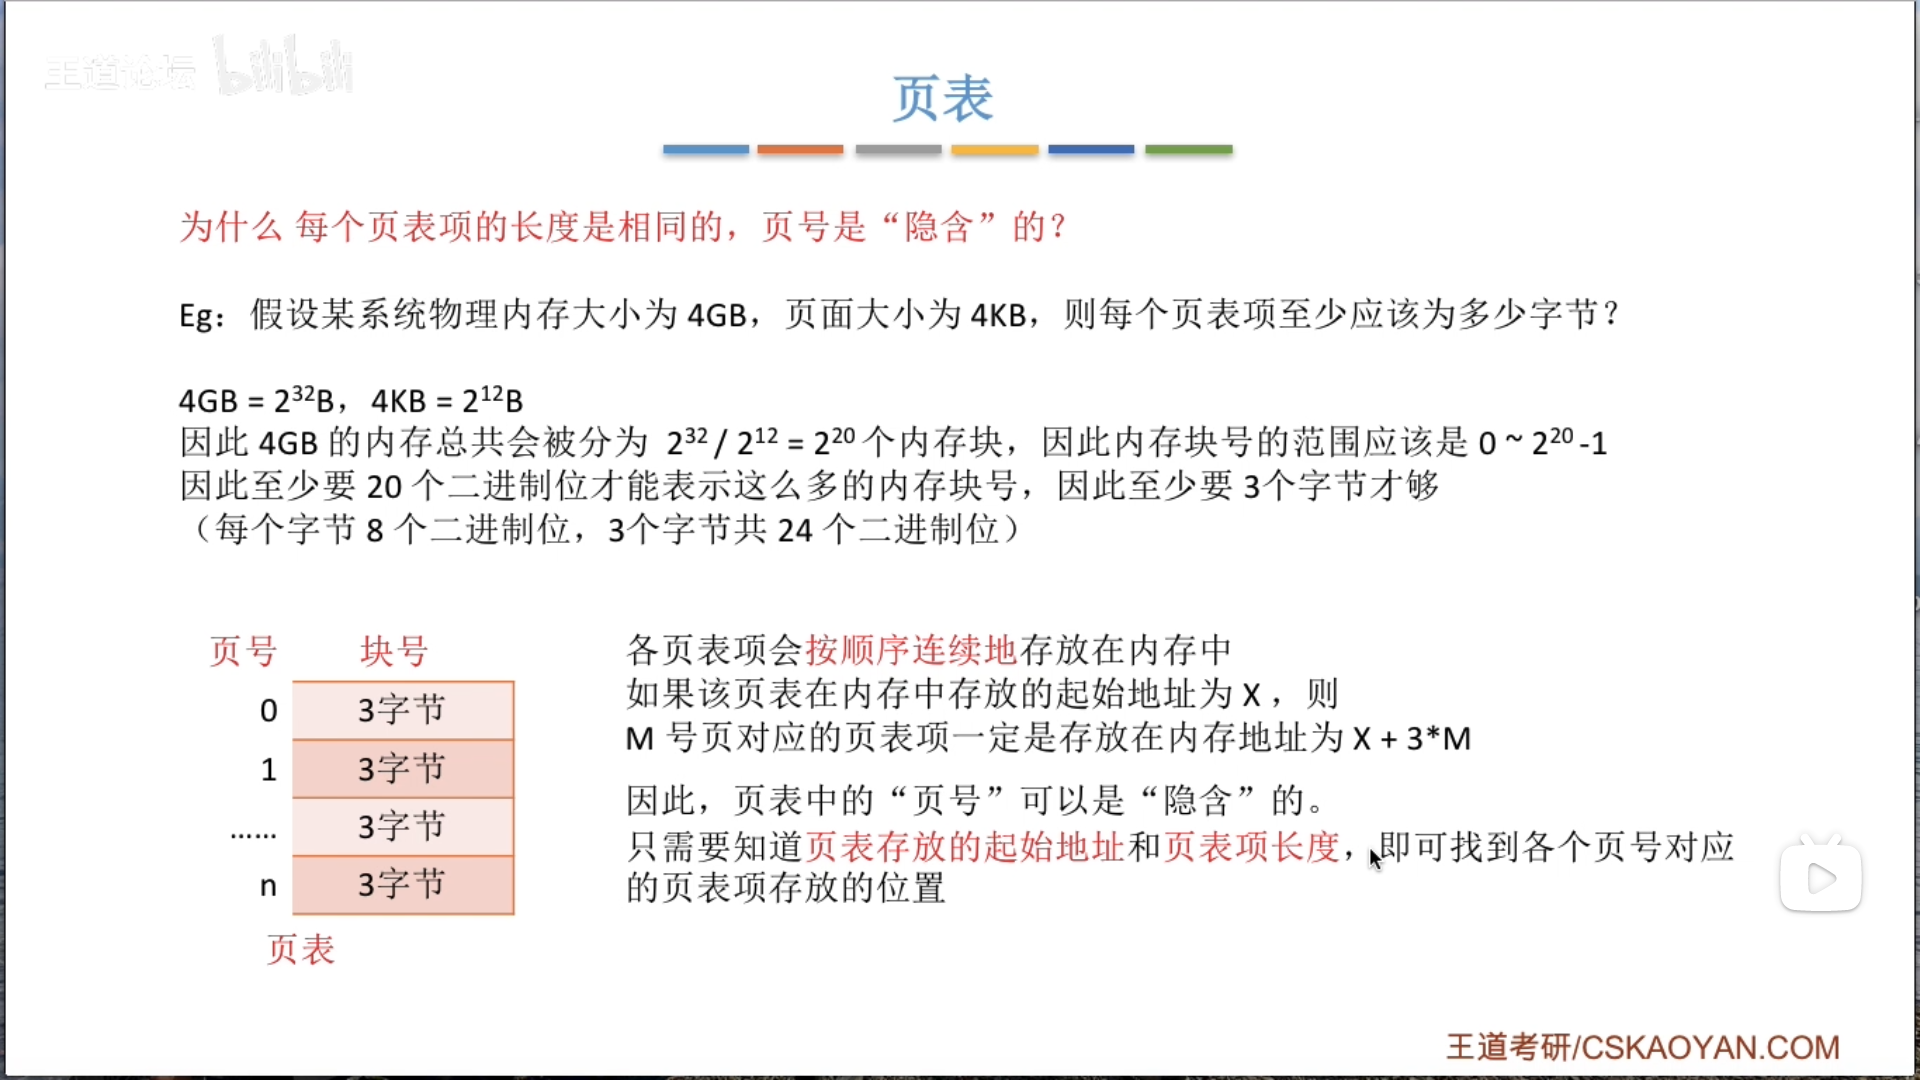 王道论坛 bilibili
页表
为什么 每个页表项的长度是相同的，页号是“隐含”的？
Eg：假设某系统物理内存大小为 4GB，页面大小为 4KB，则每个页表项至少应该为多少字节？
4GB = 2³²B，4KB = 2¹²B
因此 4GB 的内存总共会被分为 2³² / 2¹² = 2²⁰ 个内存块，因此内存块号的范围应该是 0 ~ 2²⁰ -1
因此至少要 20 个二进制位才能表示这么多的内存块号，因此至少要 3个字节才够
（每个字节 8 个二进制位，3个字节共 24 个二进制位）
页号 块号
0 3字节
1 3字节
…… 3字节
n 3字节
页表
各页表项会按顺序连续地存放在内存中
如果该页表在内存中存放的起始地址为 X ，则
M 号页对应的页表项一定是存放在内存地址为 X + 3*M
因此，页表中的“页号”可以是“隐含”的。
只需要知道页表存放的起始地址和页表项长度，即可找到各个页号对应
的页表项存放的位置
王道考研/CSKAOYAN.COM